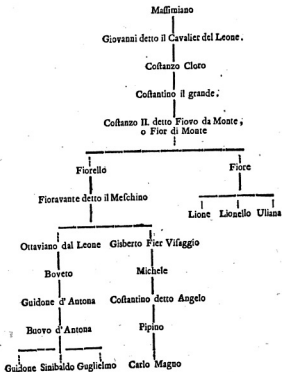 Maſſimiano
Giovanni detto il Cavalier del Leone.
Coſtanzo Cloro
Coſtantino il grande.
Coſtanzo II. detto Fiovo da Monte,
o Fior di Monte
Fiorello Fiore
Fioravante detto il Meſchino
Lione Lionello Uliana
Ottaviano dal Leone Gisberto Fier Viſaggio
Boveto Michele
Guidone d'Antona Coſtantino detto Angelo
Buovo d'Antona Pipino
Guidone Sinibaldo Guglielmo Carlo Magno